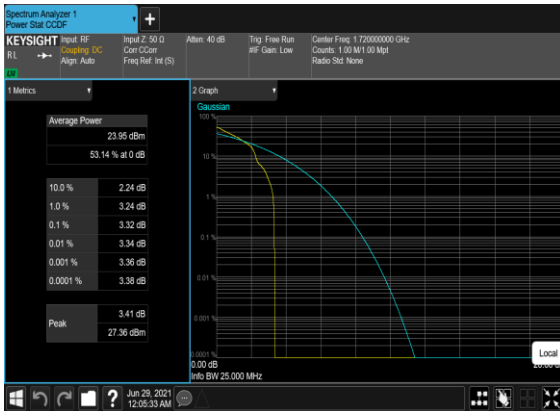 Spectrum Analyzer 1
Power Stat CCDF
+
KEYSIGHT
RL
LXI
Input: RF
Coupling: DC
Align: Auto
Input Z: 50 Ω
Corr CCorr
Freq Ref: Int (S)
Atten: 40 dB
Trig: Free Run
#IF Gain: Low
Center Freq: 1.720000000 GHz
Counts: 1.00 M/1.00 Mpt
Radio Std: None
1 Metrics
Average Power
23.95 dBm
53.14 % at 0 dB
10.0 % 2.24 dB
1.0 % 3.24 dB
0.1 % 3.32 dB
0.01 % 3.34 dB
0.001 % 3.36 dB
0.0001 % 3.38 dB
Peak
3.41 dB
27.36 dBm
2 Graph
Gaussian
100 %
10 %
1 %
0.1 %
0.01 %
0.001 %
0.0001 %
0.00 dB
Info BW 25.000 MHz
Local
?
Jun 29, 2021
12:05:33 AM